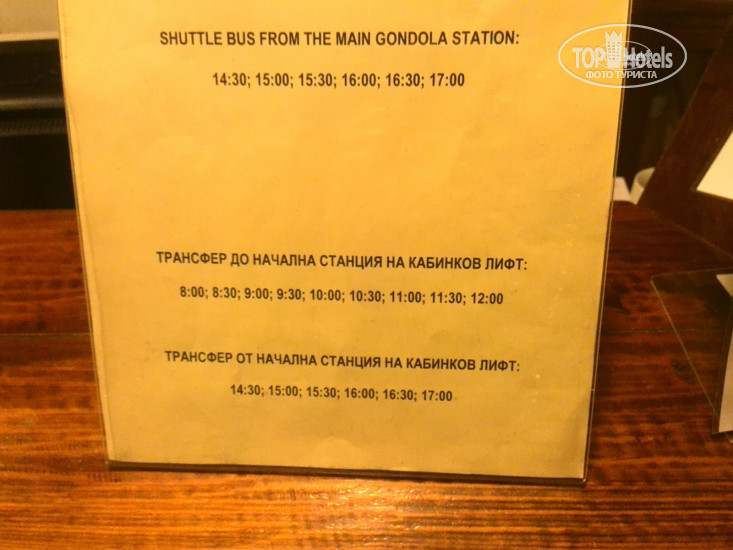 SHUTTLE BUS FROM THE MAIN GONDOLA STATION:
14:30; 15:00; 15:30; 16:00; 16:30; 17:00
ТРАНСФЕР ДО НАЧАЛНА СТАНЦИЯ НА КАБИНКОВ ЛИФТ:
8:00; 8:30; 9:00; 9:30; 10:00; 10:30; 11:00; 11:30; 12:00
ТРАНСФЕР ОТ НАЧАЛНА СТАНЦИЯ НА КАБИНКОВ ЛИФТ:
14:30; 15:00; 15:30; 16:00; 16:30; 17:00
TOP Hotels
ФОТО ТУРИСТА